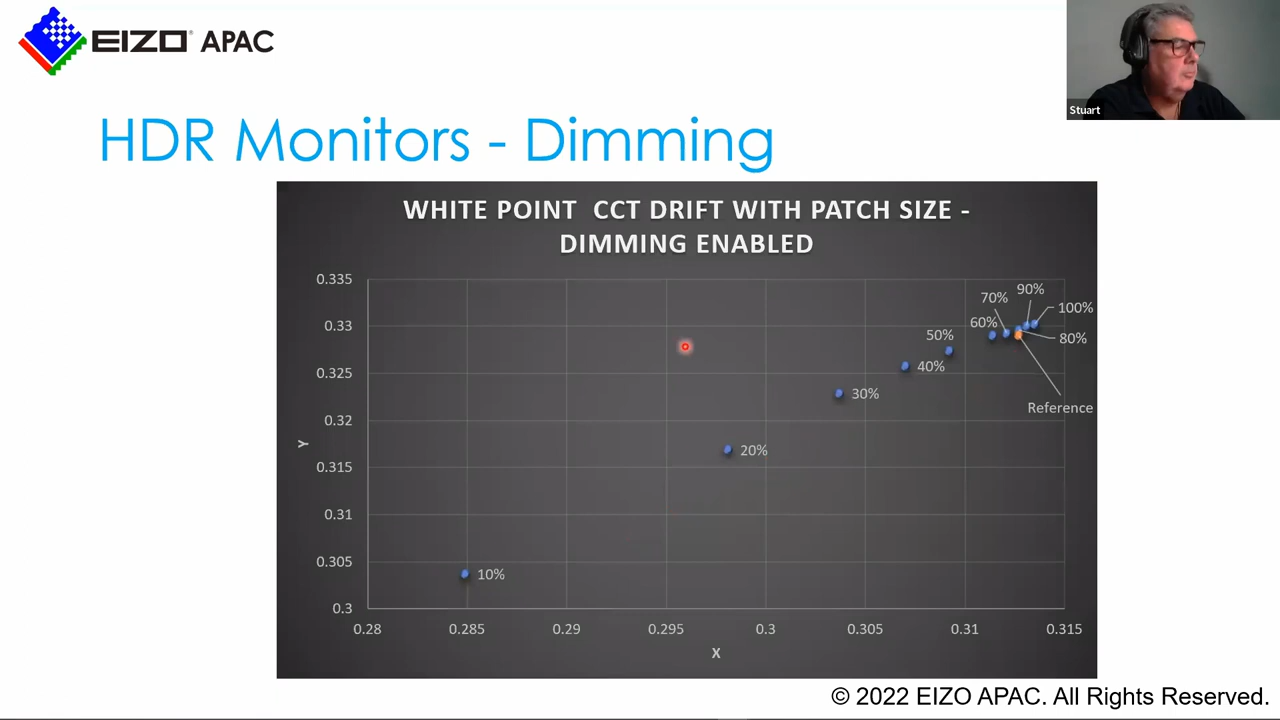 EIZO APAC
Stuart
HDR Monitors - Dimming
WHITE POINT CCT DRIFT WITH PATCH SIZE -
DIMMING ENABLED
0.335
0.33
0.325
0.32
0.315
0.31
0.305
0.3
Y
90%
70%
100%
60%
50%
80%
40%
30%
Reference
20%
10%
0.28 0.285 0.29 0.295 0.3 0.305 0.31 0.315
X
© 2022 EIZO APAC. All Rights Reserved.